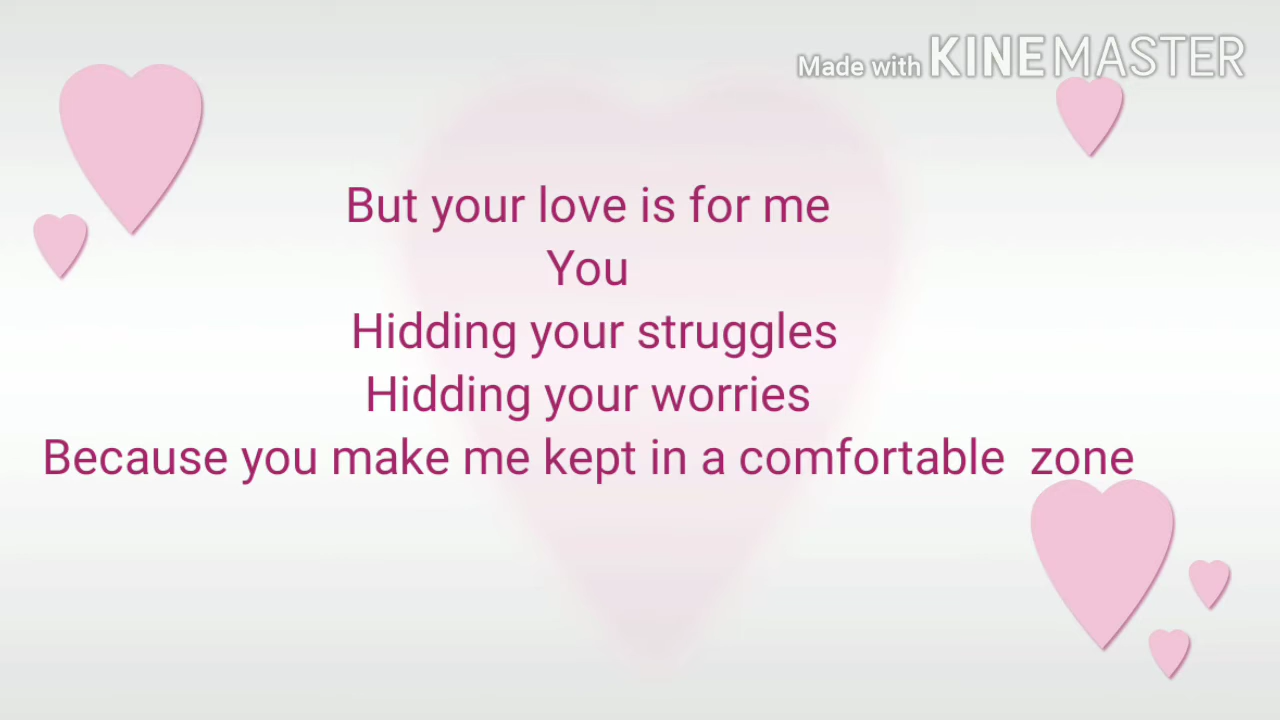 Made with KINEMASTER
But your love is for me
You
Hidding your struggles
Hidding your worries
Because you make me kept in a comfortable  zone